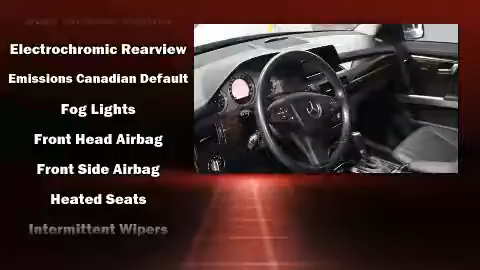 Electrochromic Rearview
Emissions Canadian Default
Fog Lights
Front Head Airbag
Front Side Airbag
Heated Seats
Intermittent Wipers